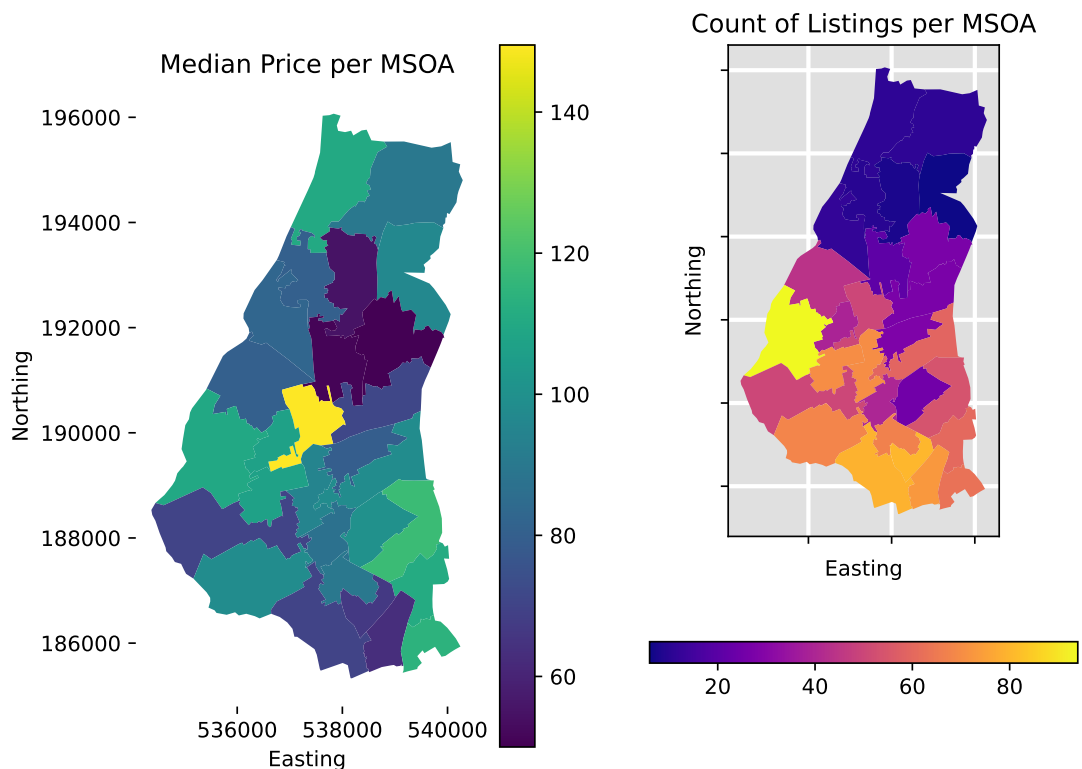 Median Price per MSOA
196000
194000
192000
190000
188000
186000
Northing
536000 538000 540000
Easting
140
120
100
80
60
Count of Listings per MSOA
Northing
Easting
20 40 60 80